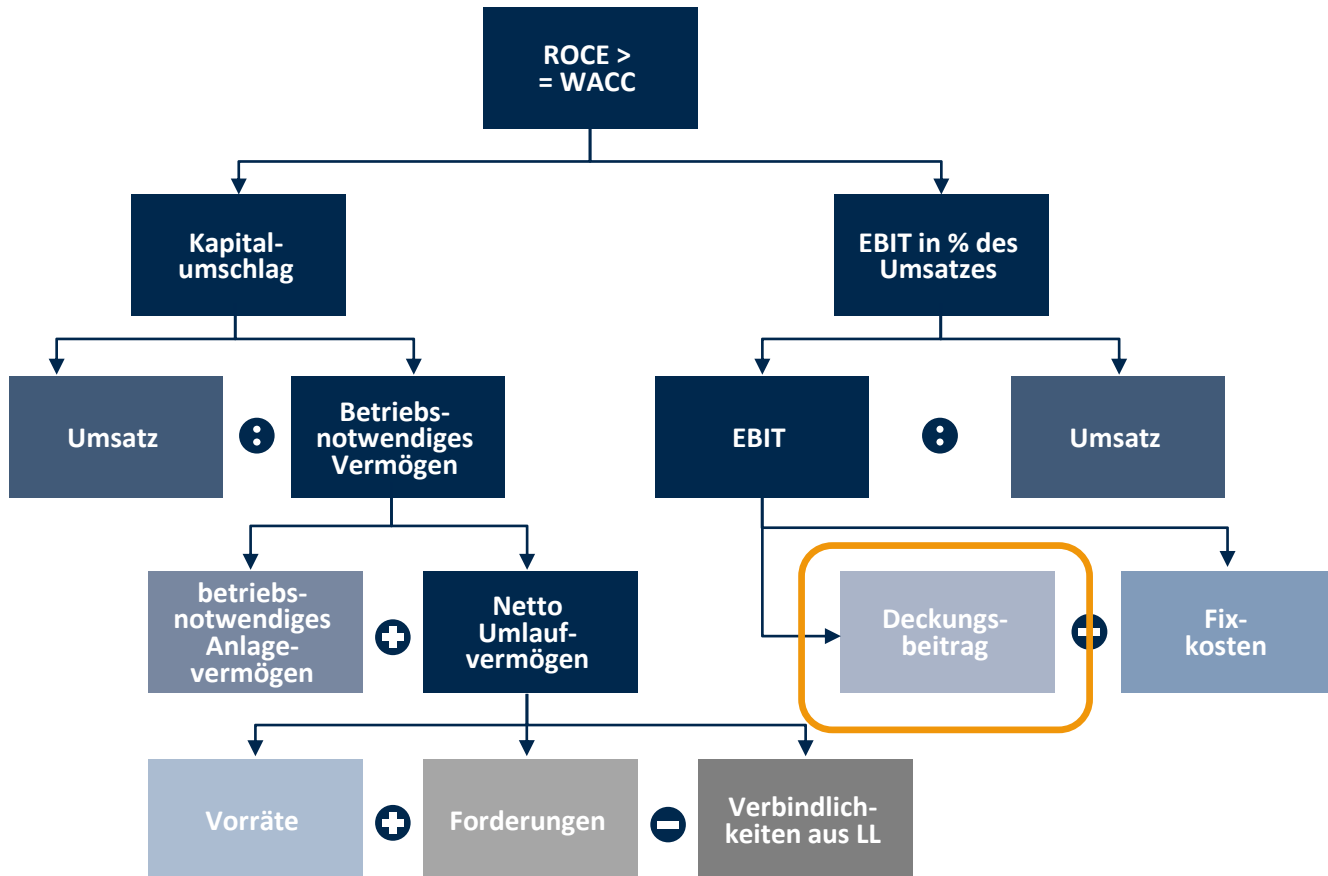 ROCE >
= WACC
Kapital-
umschlag
EBIT in % des
Umsatzes
Umsatz
:
Betriebs-
notwendiges
Vermögen
EBIT
:
Umsatz
betriebs-
notwendiges
Anlage-
vermögen
+
Netto
Umlauf-
vermögen
Deckungs-
beitrag
−
Fix-
kosten
Vorräte
+
Forderungen
−
Verbindlich-
keiten aus LL